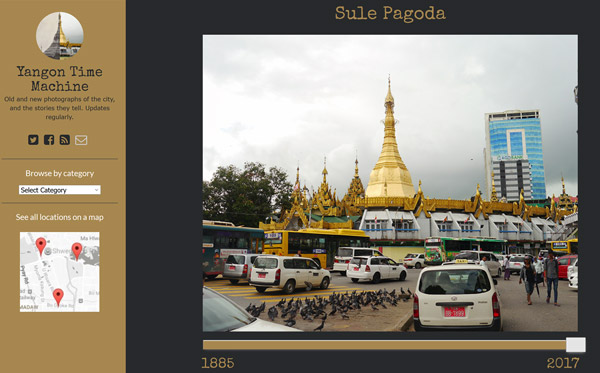 Yangon Time
Machine
Old and new photographs of the city,
and the stories they tell. Updates
regularly.
Browse by category
Select Category
See all locations on a map
Sule Pagoda
1885
2017